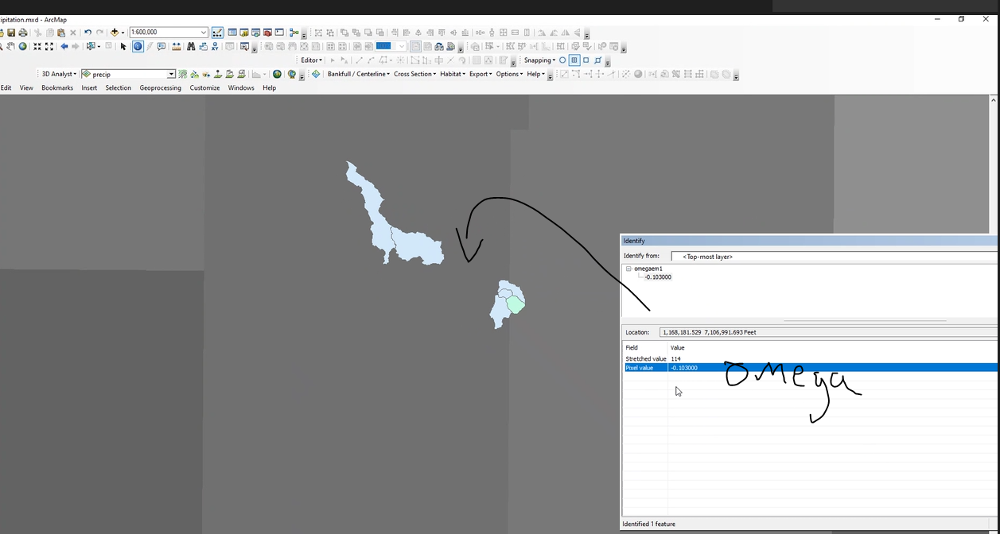 ipitation.mxd - ArcMap
1:600,000
Editor
Snapping
3D Analyst
precip
Bankfull / Centerline
Cross Section
Habitat
Export
Options
Help
Edit View Bookmarks Insert Selection Geoprocessing Customize Windows Help
Identify
Identify from: <Top-most layer>
omegaem1
-0.103000
Location: 1,168,181.529 7,106,991.693 Feet
Field Value
Stretched value 114
Pixel value -0.103000
omega
Identified 1 feature